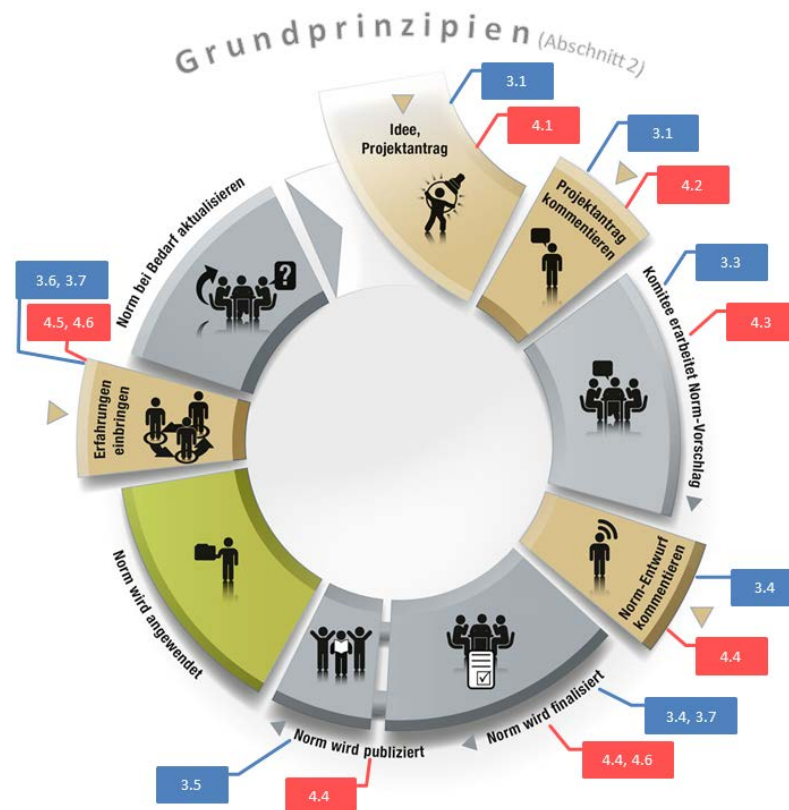 Grundprinzipien (Abschnitt 2)
3.1
4.1
Idee,
Projektantrag
3.1
4.2
Projektantrag
kommentieren
3.3
4.3
Komitee erarbeitet Norm-Vorschlag
3.4
4.4
Norm-Entwurf
kommentieren
3.4, 3.7
4.4, 4.6
Norm wird finalisiert
3.5
4.4
Norm wird publiziert
Norm wird angewendet
3.6, 3.7
4.5, 4.6
Erfahrungen
einbringen
Norm bei Bedarf aktualisieren
?